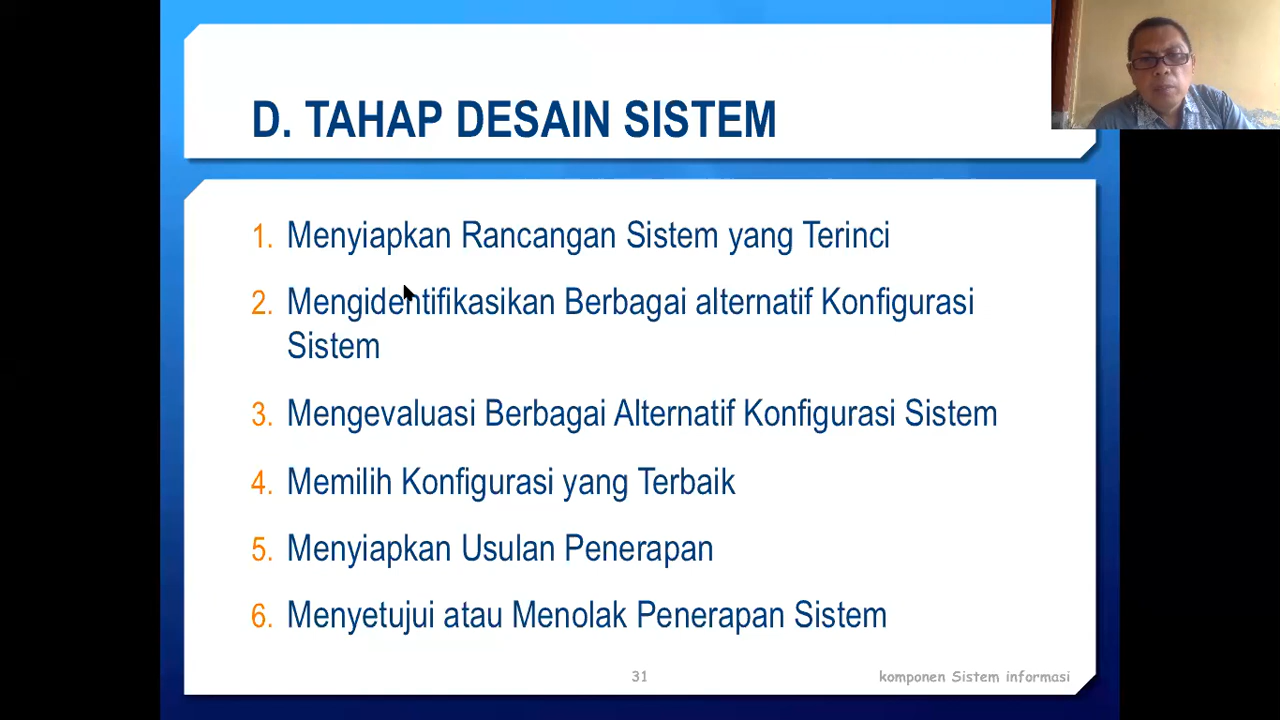 D. TAHAP DESAIN SISTEM
1. Menyiapkan Rancangan Sistem yang Terinci
2. Mengidentifikasikan Berbagai alternatif Konfigurasi
Sistem
3. Mengevaluasi Berbagai Alternatif Konfigurasi Sistem
4. Memilih Konfigurasi yang Terbaik
5. Menyiapkan Usulan Penerapan
6. Menyetujui atau Menolak Penerapan Sistem
31 komponen Sistem informasi